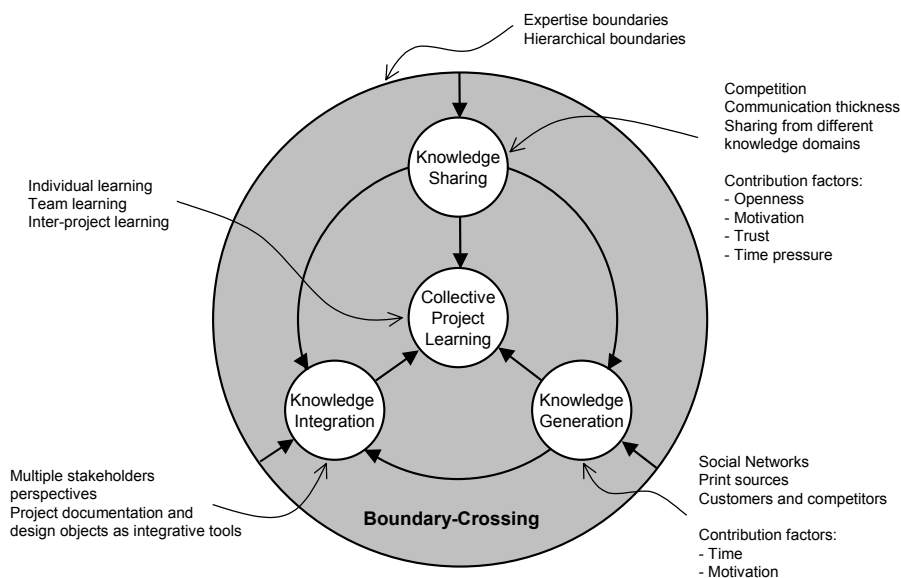 Expertise boundaries
Hierarchical boundaries
Competition
Communication thickness
Sharing from different
knowledge domains
Contribution factors:
- Openness
- Motivation
- Trust
- Time pressure
Knowledge
Sharing
Individual learning
Team learning
Inter-project learning
Collective
Project
Learning
Knowledge
Integration
Knowledge
Generation
Multiple stakeholders
perspectives
Project documentation and
design objects as integrative tools
Boundary-Crossing
Social Networks
Print sources
Customers and competitors
Contribution factors:
- Time
- Motivation